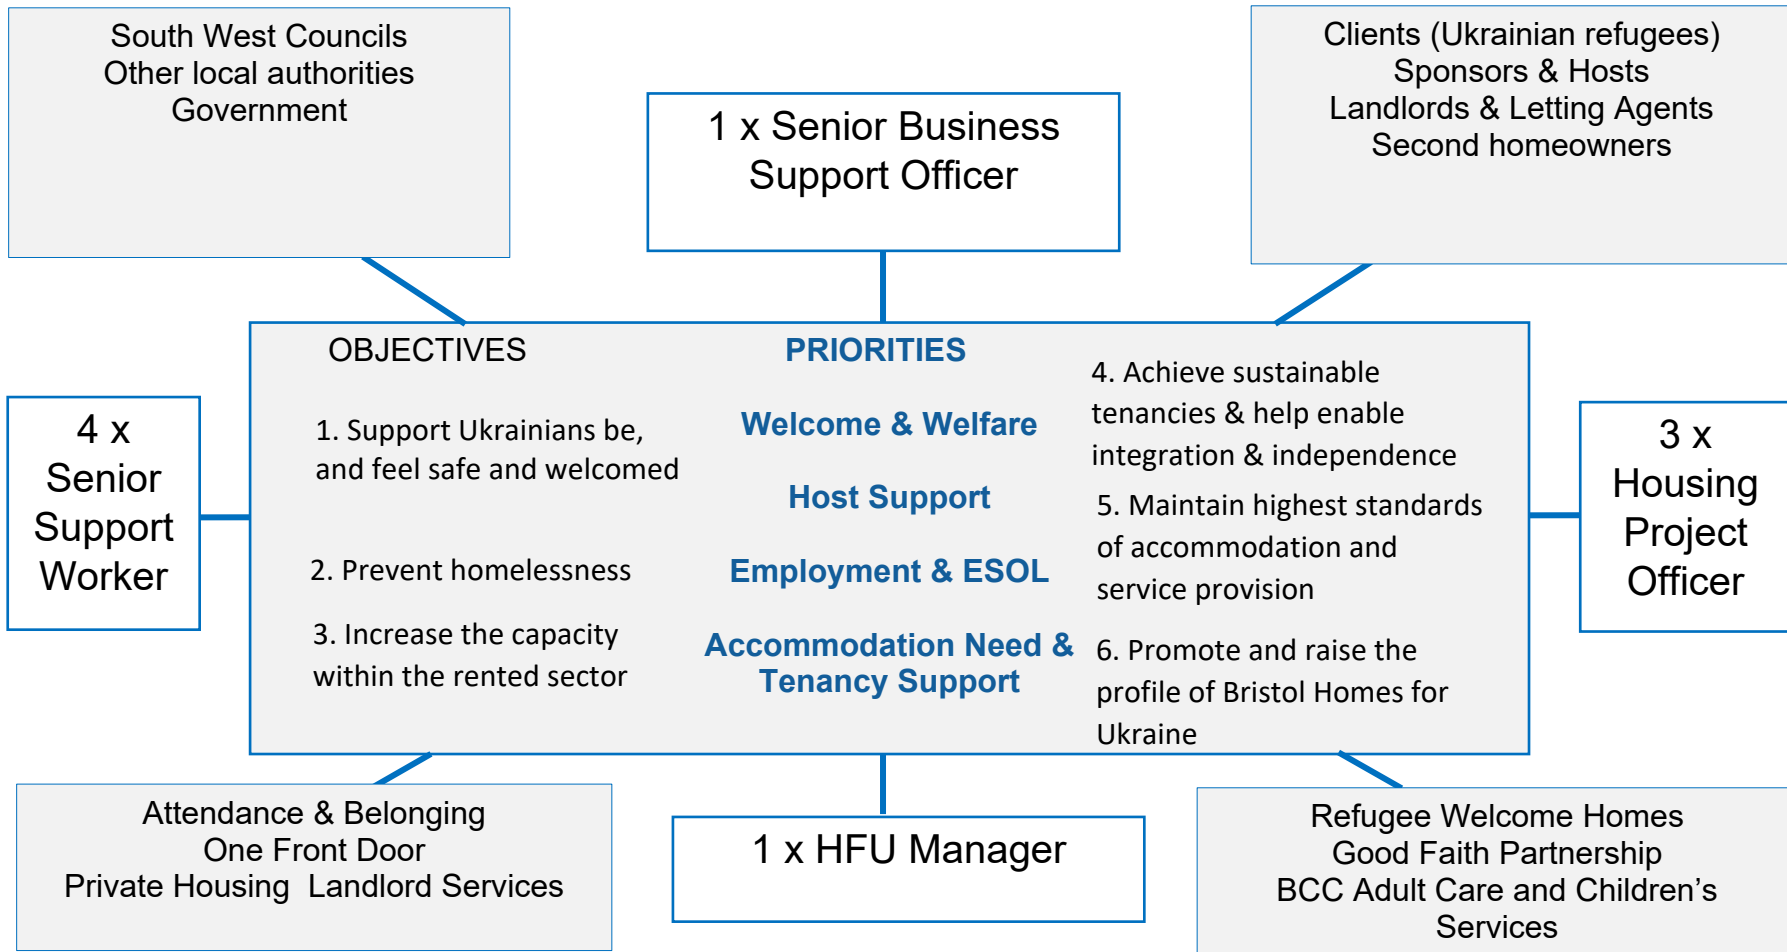 South West Councils
Other local authorities
Government
1 x Senior Business
Support Officer
Clients (Ukrainian refugees)
Sponsors & Hosts
Landlords & Letting Agents
Second homeowners
4 x
Senior
Support
Worker
OBJECTIVES
1. Support Ukrainians be,
and feel safe and welcomed
2. Prevent homelessness
3. Increase the capacity
within the rented sector
PRIORITIES
Welcome & Welfare
Host Support
Employment & ESOL
Accommodation Need &
Tenancy Support
4. Achieve sustainable
tenancies & help enable
integration & independence
5. Maintain highest standards
of accommodation and
service provision
6. Promote and raise the
profile of Bristol Homes for
Ukraine
3 x
Housing
Project
Officer
Attendance & Belonging
One Front Door
Private Housing  Landlord Services
1 x HFU Manager
Refugee Welcome Homes
Good Faith Partnership
BCC Adult Care and Children’s
Services